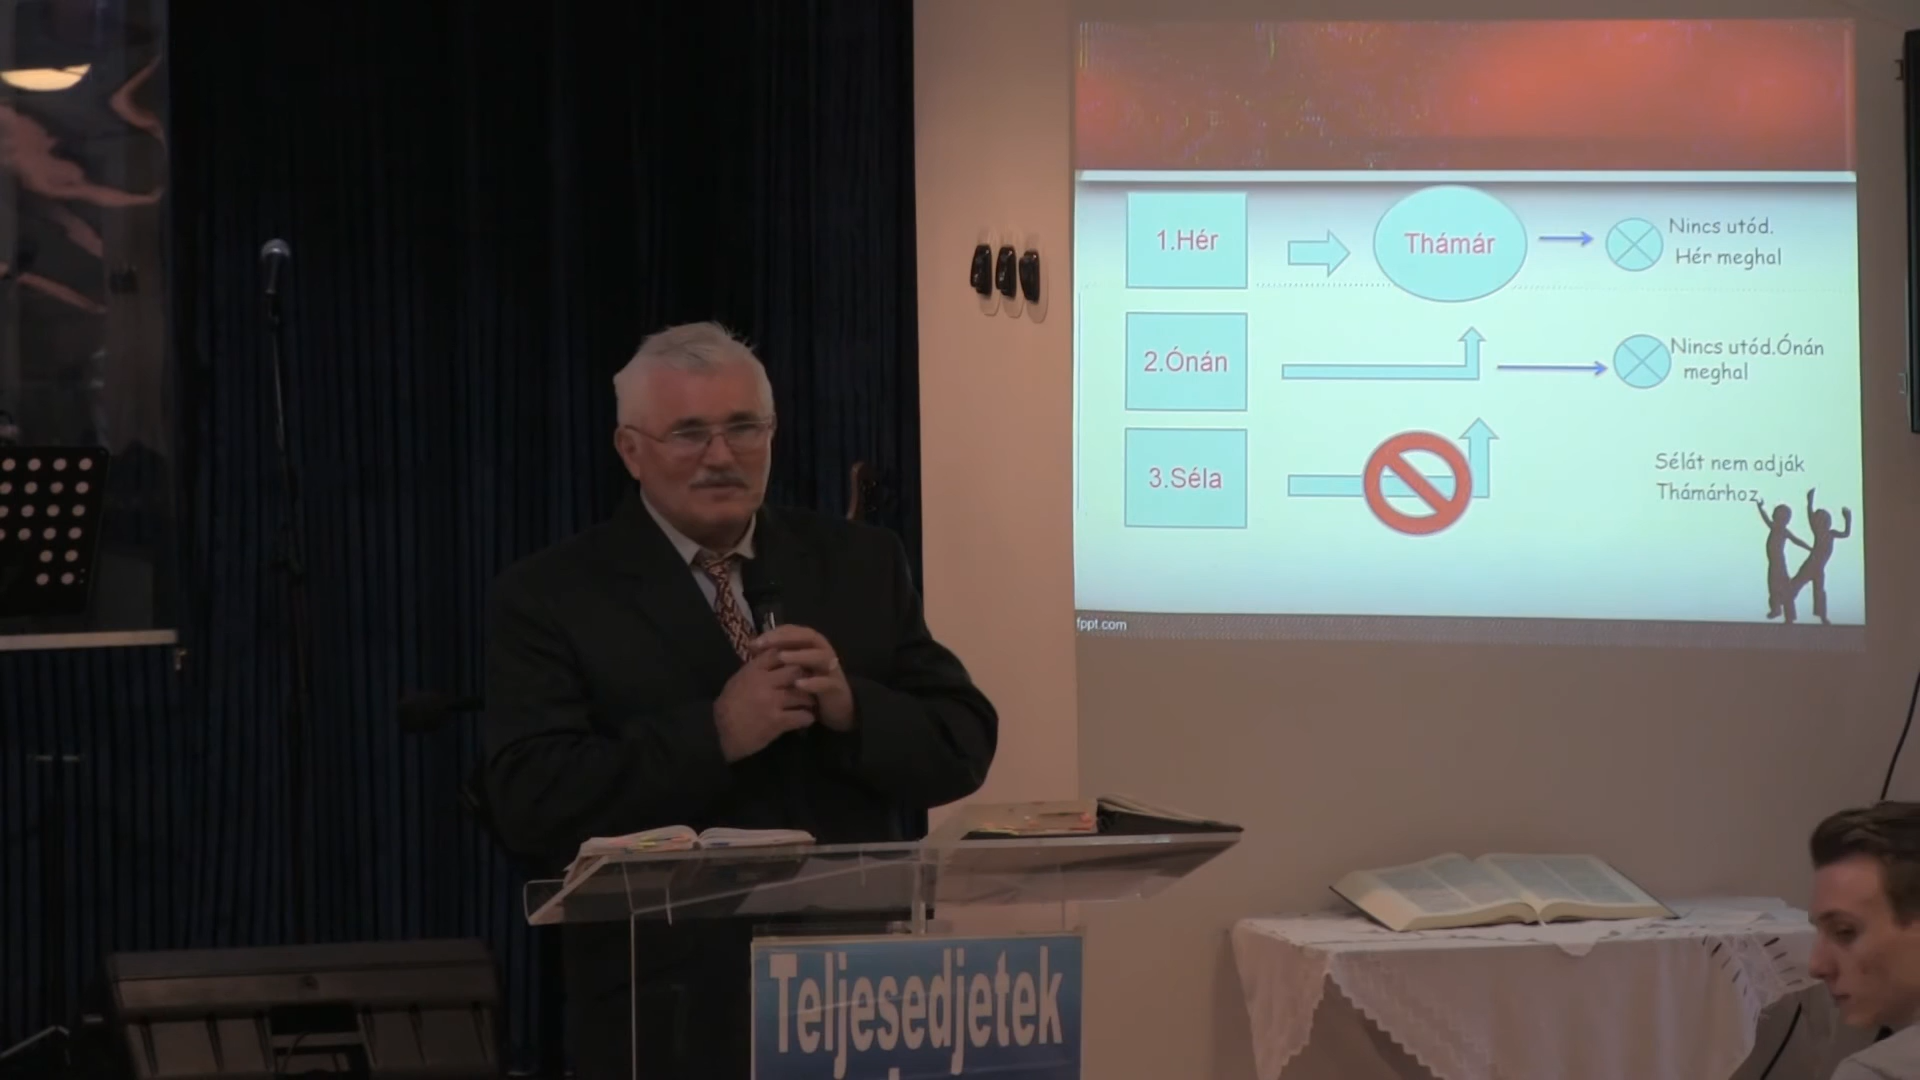 1.Hér
Thámár
Nincs utód.
Hér meghal
2.Ónán
Nincs utód.Ónán
meghal
3.Séla
Sélát nem adják
Thámárhoz
fppt.com
Teljesedjetek